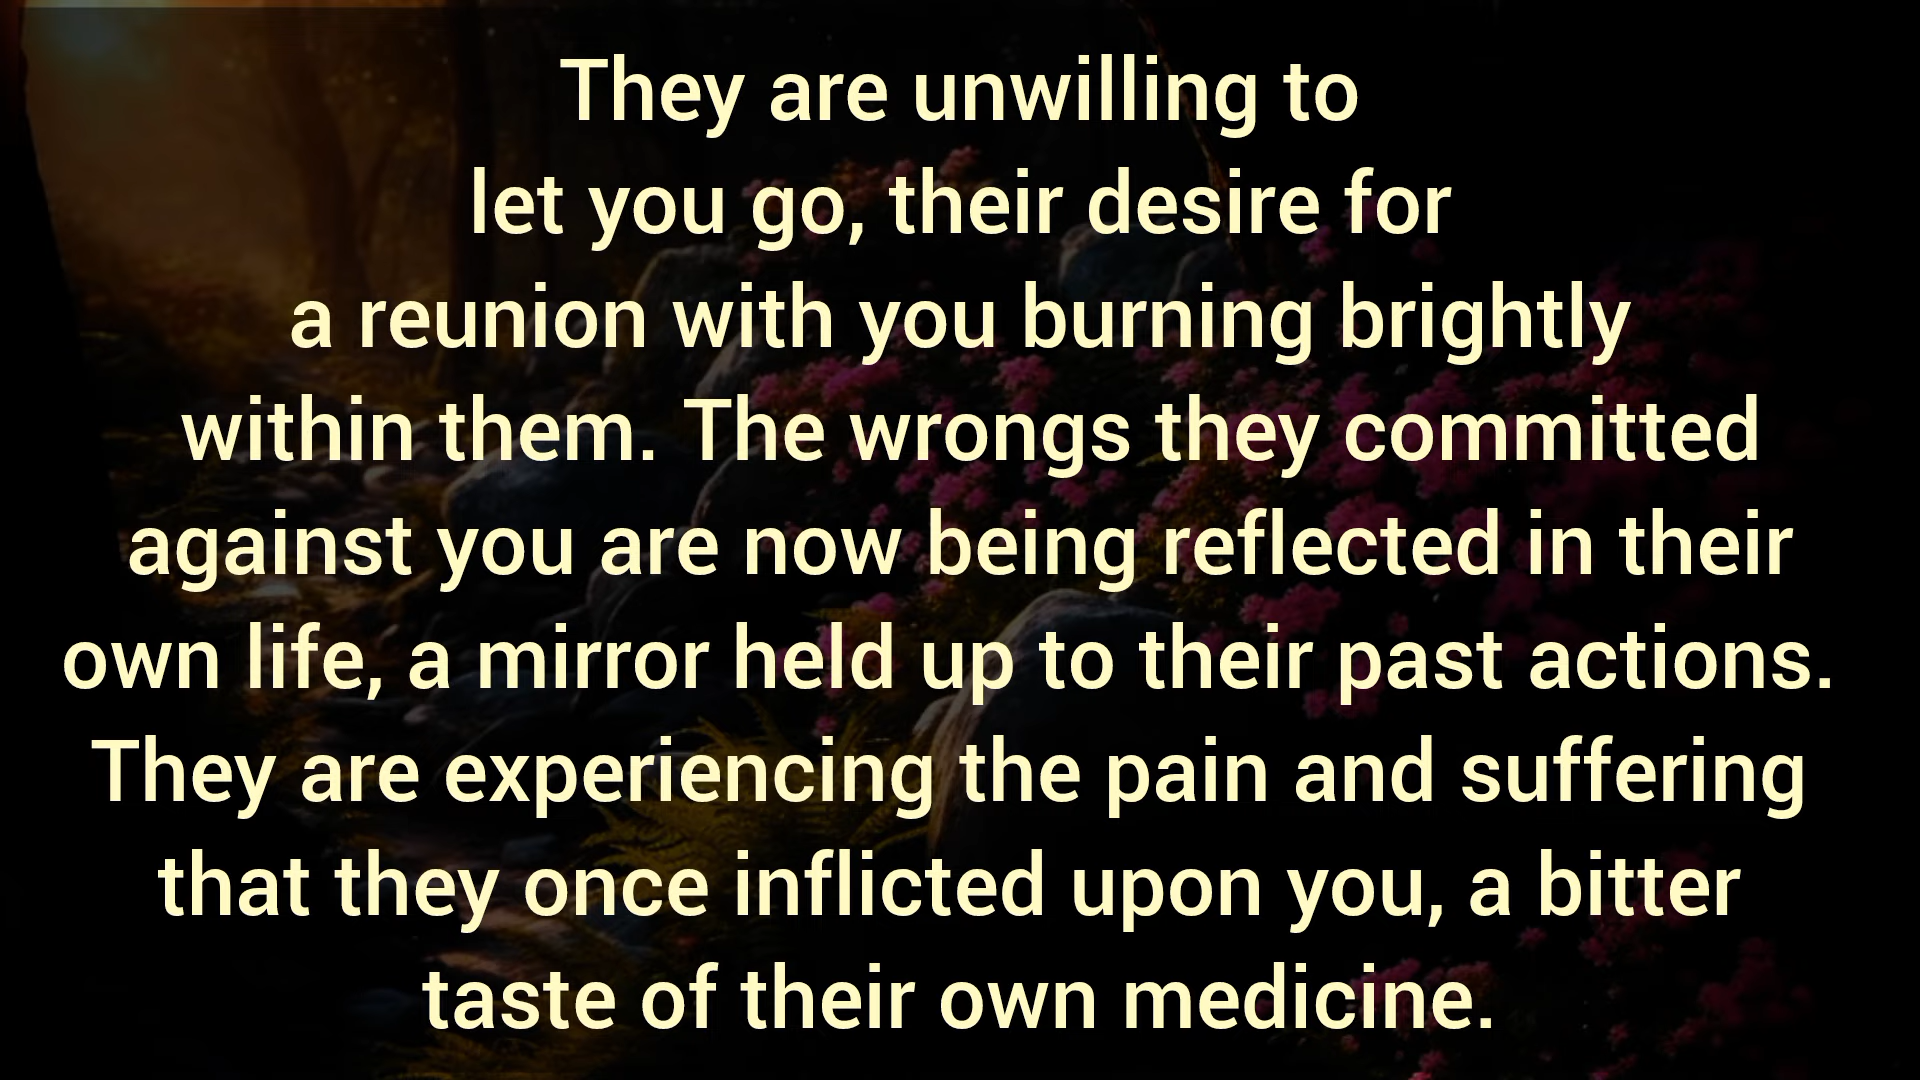 They are unwilling to
let you go, their desire for
a reunion with you burning brightly
within them. The wrongs they committed
against you are now being reflected in their
own life, a mirror held up to their past actions.
They are experiencing the pain and suffering
that they once inflicted upon you, a bitter
taste of their own medicine.